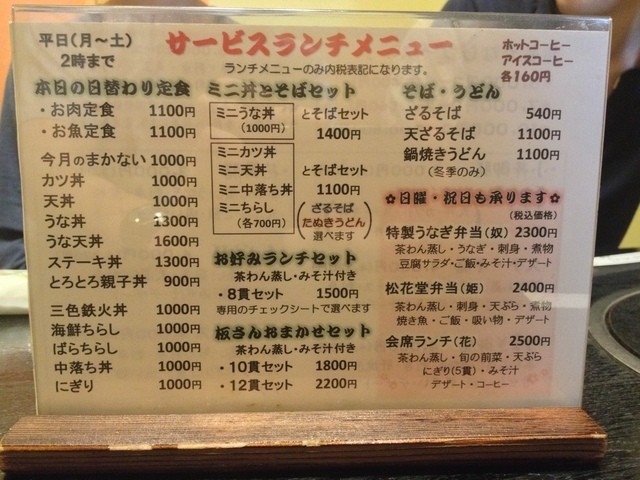 平日(月～土)
2時まで
サービスランチメニュー
ランチメニューのみ内税表記になります。
ホットコーヒー
アイスコーヒー
各160円
本日の日替わり定食
・お肉定食 1100円
・お魚定食 1100円
今月のまかない 1000円
カツ丼 1000円
天丼 1000円
うな丼 1300円
うな天丼 1600円
ステーキ丼 1300円
とろとろ親子丼 900円
三色鉄火丼 1000円
海鮮ちらし 1000円
ばらちらし 1000円
中落ち丼 1000円
にぎり 1000円
ミニ丼とそばセット
ミニうな丼 とそばセット
(1000円) 1400円
ミニカツ丼
ミニ天丼 とそばセット
ミニ中落ち丼 1100円
ミニちらし
(各700円)
(ざるそば
たぬきうどん
選べます)
お好みランチセット
茶わん蒸し・みそ汁付き
・8貫セット 1500円
専用のチェックシートで選べます
板さんおまかせセット
茶わん蒸し・みそ汁付き
・10貫セット 1800円
・12貫セット 2200円
そば・うどん
ざるそば 540円
天ざるそば 1100円
鍋焼きうどん 1100円
(冬季のみ)
✿日曜・祝日も承ります✿
(税込価格)
特製うなぎ弁当(奴) 2300円
茶わん蒸し・うなぎ・刺身・煮物
豆腐サラダ・ご飯・みそ汁・デザート
松花堂弁当(姫) 2400円
茶わん蒸し・刺身・天ぷら・煮物
焼き魚・ご飯・吸い物・デザート
会席ランチ(花) 2500円
茶わん蒸し・旬の前菜・天ぷら
にぎり(5貫)・みそ汁
デザート・コーヒー